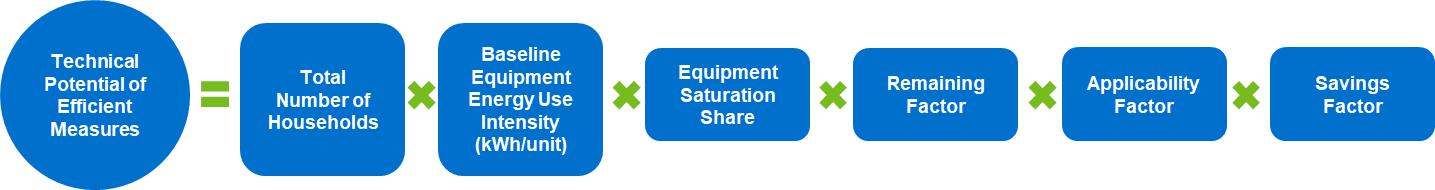 Technical
Potential of
Efficient
Measures
=
Total
Number of
Households
×
Baseline
Equipment
Energy Use
Intensity
(kWh/unit)
×
Equipment
Saturation
Share
×
Remaining
Factor
×
Applicability
Factor
×
Savings
Factor